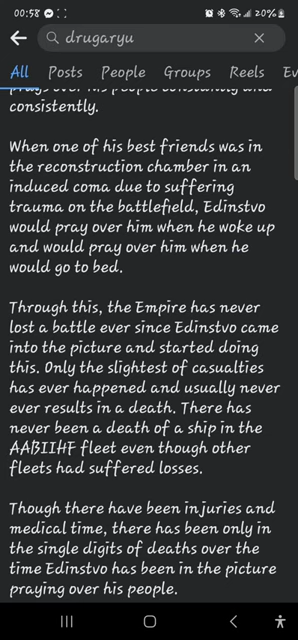 00:58
20%
drugaryu
All Posts People Groups Reels Ev
prays over his people constantly and
consistently.
When one of his best friends was in
the reconstruction chamber in an
induced coma due to suffering
trauma on the battlefield, Edinstvo
would pray over him when he woke up
and would pray over him when he
would go to bed.
Through this, the Empire has never
lost a battle ever since Edinstvo came
into the picture and started doing
this. Only the slightest of casualties
has ever happened and usually never
ever results in a death. There has
never been a death of a ship in the
AABIIHF fleet even though other
fleets had suffered losses.
Though there have been injuries and
medical time, there has been only in
the single digits of deaths over the
time Edinstvo has been in the picture
praying over his people.